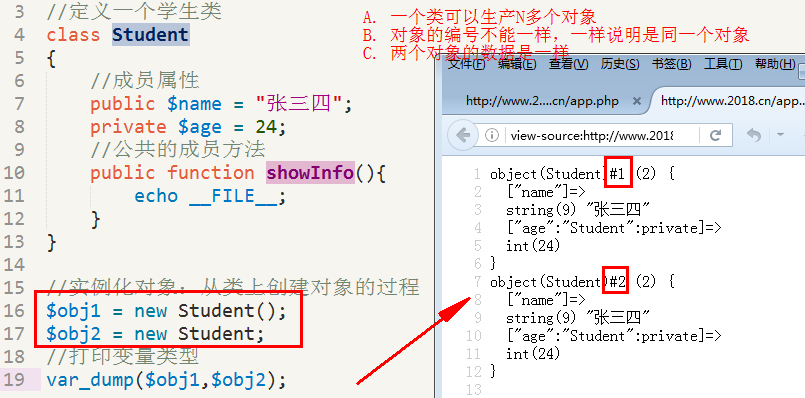 A. 一个类可以生产N多个对象
B. 对象的编号不能一样，一样说明是同一个对象
C. 两个对象的数据是一样
3 //定义一个学生类
4 class Student
5 {
6 //成员属性
7 public $name = "张三四";
8 private $age = 24;
9 //公共的成员方法
10 public function showInfo(){
11 echo __FILE__;
12 }
13 }
14
15 //实例化对象：从类上创建对象的过程
16 $obj1 = new Student();
17 $obj2 = new Student;
18 //打印变量类型
19 var_dump($obj1,$obj2);
文件(F) 编辑(E) 查看(V) 历史(S) 书签(B) 工具(T) 帮助(H)
http://www.2....cn/app.php × http://www.2018.cn/app...
view-source:http://www.2018
1 object(Student)#1 (2) {
2 ["name"]=>
3 string(9) "张三四"
4 ["age":"Student":private]=>
5 int(24)
6 }
7 object(Student)#2 (2) {
8 ["name"]=>
9 string(9) "张三四"
10 ["age":"Student":private]=>
11 int(24)
12 }
13